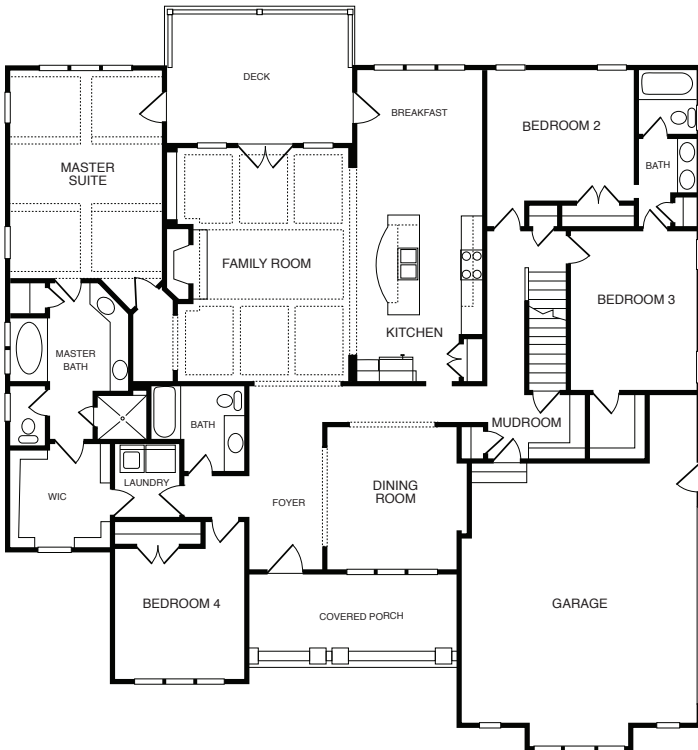 DECK
BREAKFAST
BEDROOM 2
MASTER
SUITE
BATH
FAMILY ROOM
BEDROOM 3
KITCHEN
MASTER
BATH
BATH
MUDROOM
LAUNDRY
WIC
FOYER
DINING
ROOM
BEDROOM 4
COVERED PORCH
GARAGE